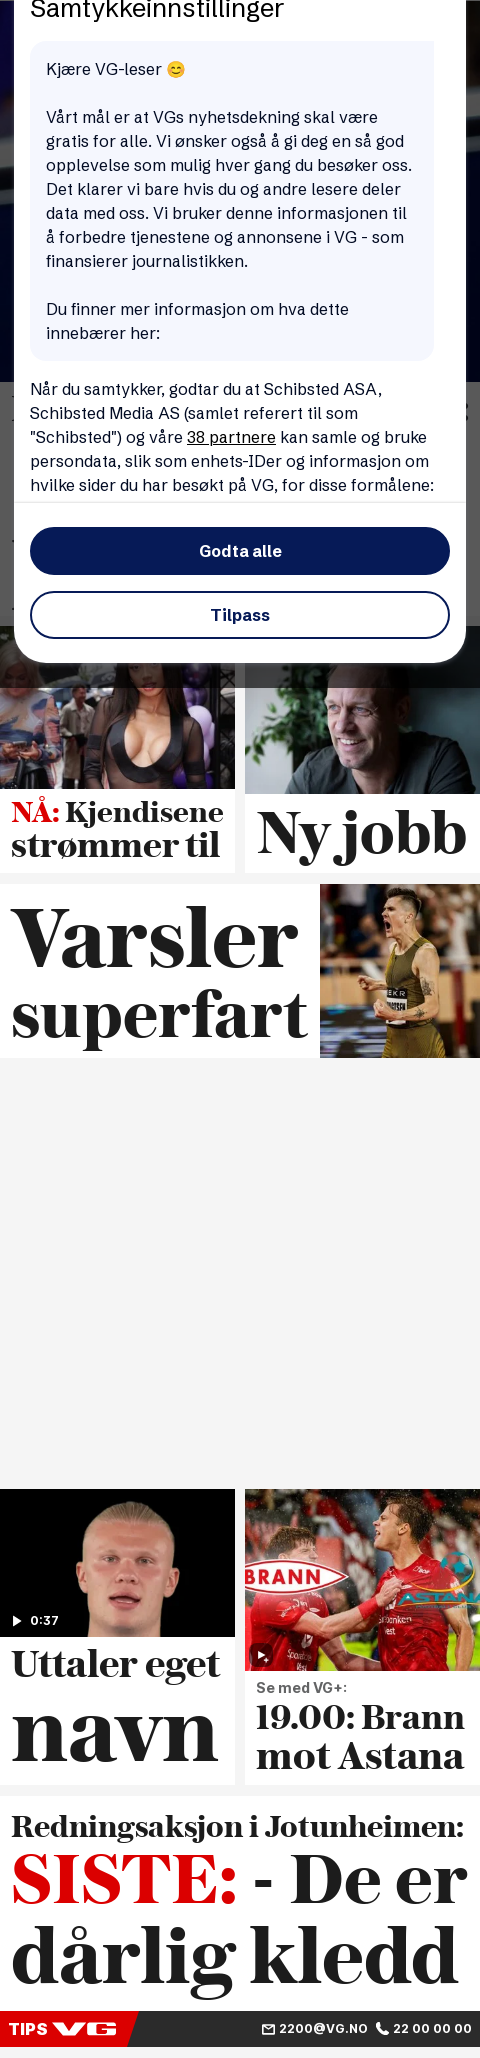 Samtykkeinnstillinger
Kjære VG-leser 😊
Vårt mål er at VGs nyhetsdekning skal være
gratis for alle. Vi ønsker også å gi deg en så god
opplevelse som mulig hver gang du besøker oss.
Det klarer vi bare hvis du og andre lesere deler
data med oss. Vi bruker denne informasjonen til
å forbedre tjenestene og annonsene i VG - som
finansierer journalistikken.
Du finner mer informasjon om hva dette
innebærer her:
Når du samtykker, godtar du at Schibsted ASA,
Schibsted Media AS (samlet referert til som
"Schibsted") og våre 38 partnere kan samle og bruke
persondata, slik som enhets-IDer og informasjon om
hvilke sider du har besøkt på VG, for disse formålene:
Godta alle
Tilpass
NÅ: Kjendisene
strømmer til
Ny jobb
Varsler
superfart
0:37
Uttaler eget
navn
BRANN
ASTANA
Se med VG+:
19.00: Brann
mot Astana
Redningsaksjon i Jotunheimen:
SISTE: - De er
dårlig kledd
TIPS VG
2200@VG.NO
22 00 00 00